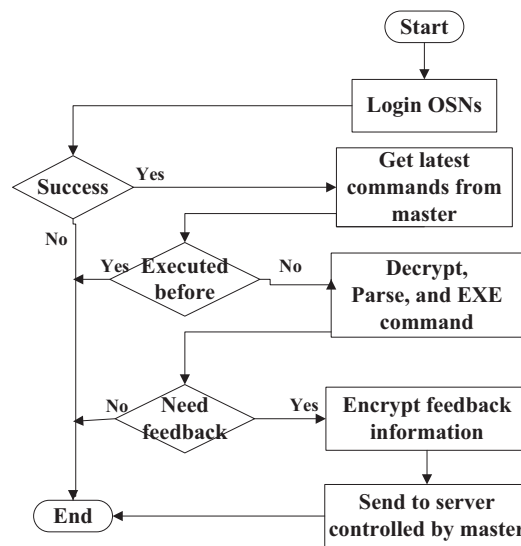 Start
Login OSNs
Success
Yes
Get latest
commands from
master
No
Yes
Executed
before
No
Decrypt,
Parse, and EXE
command
No
Need
feedback
Yes
Encrypt feedback
information
End
Send to server
controlled by master